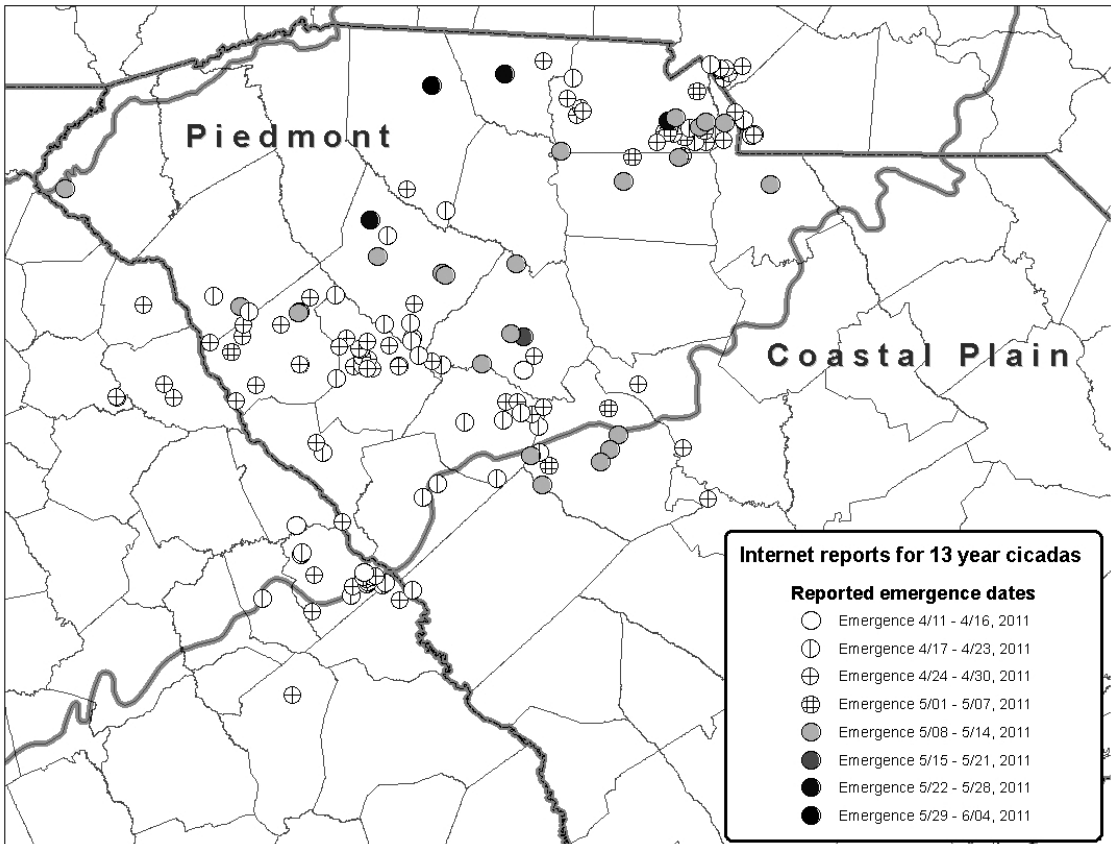 Piedmont
Coastal Plain
Internet reports for 13 year cicadas
Reported emergence dates
Emergence 4/11 - 4/16, 2011
Emergence 4/17 - 4/23, 2011
Emergence 4/24 - 4/30, 2011
Emergence 5/01 - 5/07, 2011
Emergence 5/08 - 5/14, 2011
Emergence 5/15 - 5/21, 2011
Emergence 5/22 - 5/28, 2011
Emergence 5/29 - 6/04, 2011